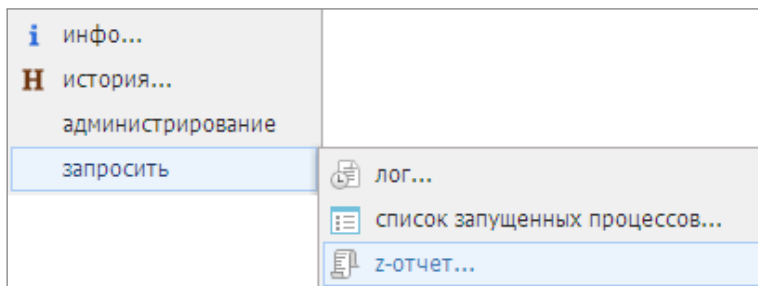 инфо...
история...
администрирование
запросить
лог...
список запущенных процессов...
z-отчет...